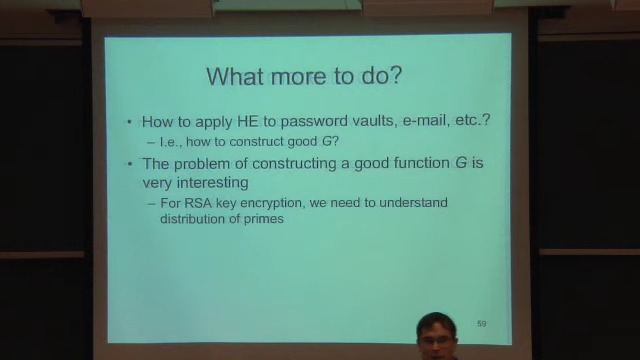 What more to do?
• How to apply HE to password vaults, e-mail, etc.?
– I.e., how to construct good G?
• The problem of constructing a good function G is
very interesting
– For RSA key encryption, we need to understand
distribution of primes
59